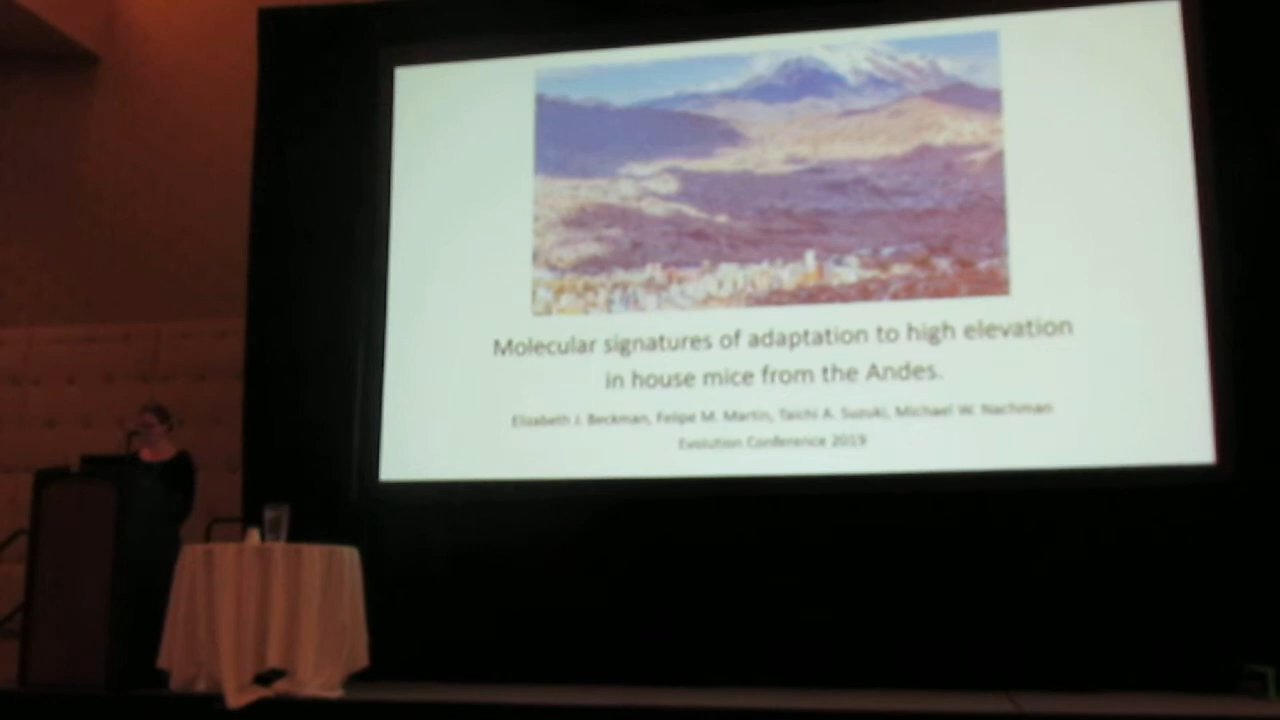 Molecular signatures of adaptation to high elevation
in house mice from the Andes.
Elizabeth J. Beckman, Felipe M. Martin, Taichi A. Suzuki, Michael W. Nachman
Evolution Conference 2019